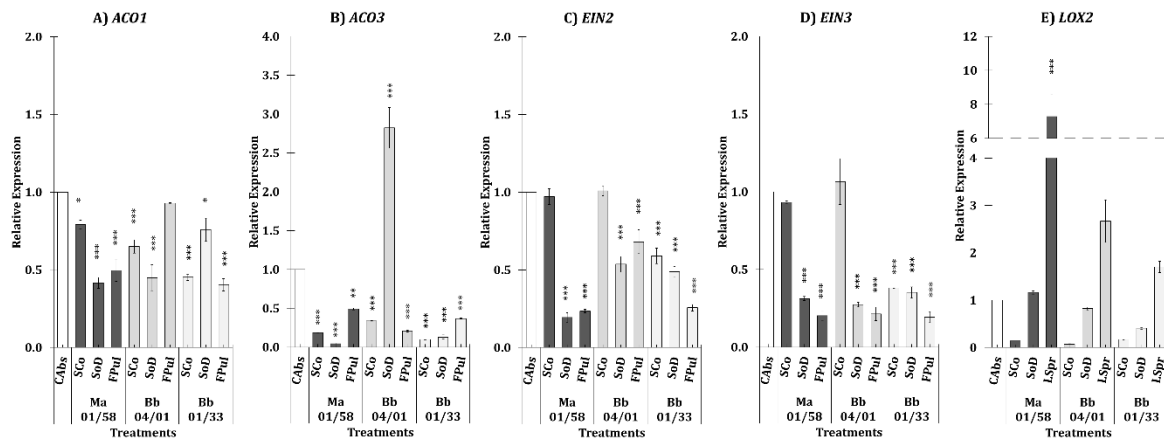 A) ACO1
B) ACO3
C) EIN2
D) EIN3
E) LOX2
Relative Expression
2.0
1.5
1.0
0.5
0.0
*
***
***
***
***
***
*
***
CAbs
SCo
SoD
FPul
SCo
SoD
FPul
SCo
SoD
FPul
Ma
01/58
Bb
04/01
Bb
01/33
Treatments
Relative Expression
4.0
3.0
2.0
1.0
0.5
0.0
***
***
**
***
***
***
***
***
***
CAbs
SCo
SoD
FPul
SCo
SoD
FPul
SCo
SoD
FPul
Ma
01/58
Bb
04/01
Bb
01/33
Treatments
Relative Expression
2.0
1.5
1.0
0.5
0.0
***
***
***
***
***
***
***
CAbs
SCo
SoD
FPul
SCo
SoD
FPul
SCo
SoD
FPul
Ma
01/58
Bb
04/01
Bb
01/33
Treatments
Relative Expression
2.0
1.5
1.0
0.5
0.0
***
***
***
***
***
***
***
CAbs
SCo
SoD
FPul
SCo
SoD
FPul
SCo
SoD
FPul
Ma
01/58
Bb
04/01
Bb
01/33
Treatments
Relative Expression
12
10
8
6
4
2
1
0
***
CAbs
SCo
SoD
LSpr
SCo
SoD
LSpr
SCo
SoD
LSpr
Ma
01/58
Bb
04/01
Bb
01/33
Treatments